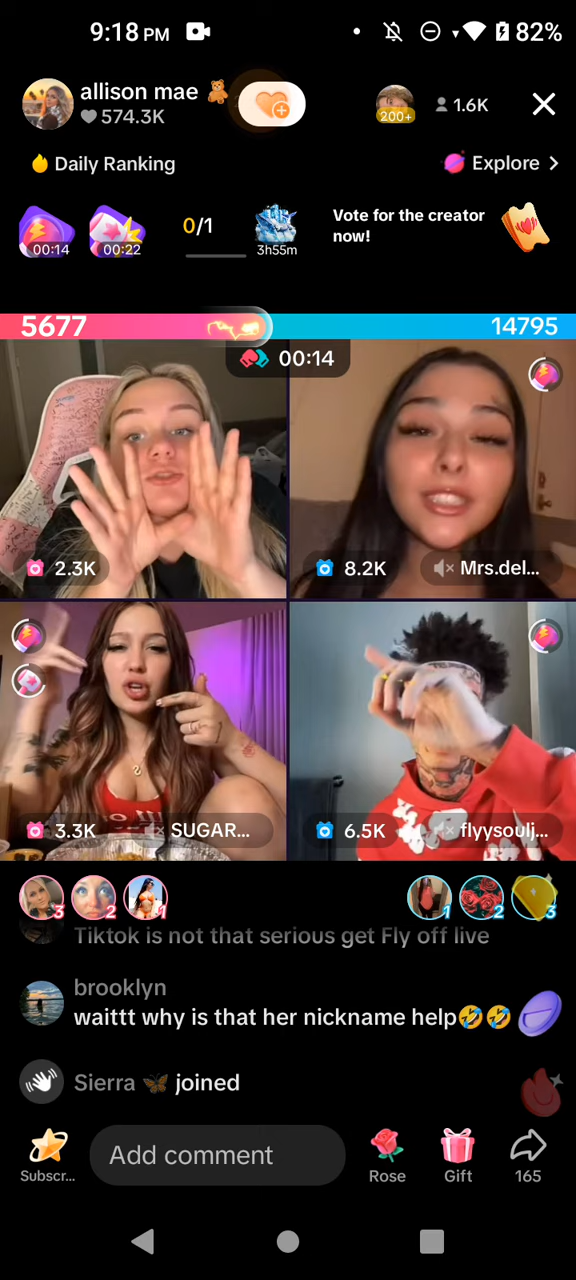 9:18 PM
82%
allison mae 🧸
574.3K
200+
1.6K
Daily Ranking
Explore >
00:14
00:22
0/1
3h55m
Vote for the creator
now!
5677
14795
00:14
2.3K
8.2K
Mrs.del...
3.3K
SUGAR...
6.5K
flyysoulj...
3
2
1
1
2
3
Tiktok is not that serious get Fly off live
brooklyn
waittt why is that her nickname help🤣🤣
Sierra 🦋 joined
Subscr...
Add comment
Rose
Gift
165